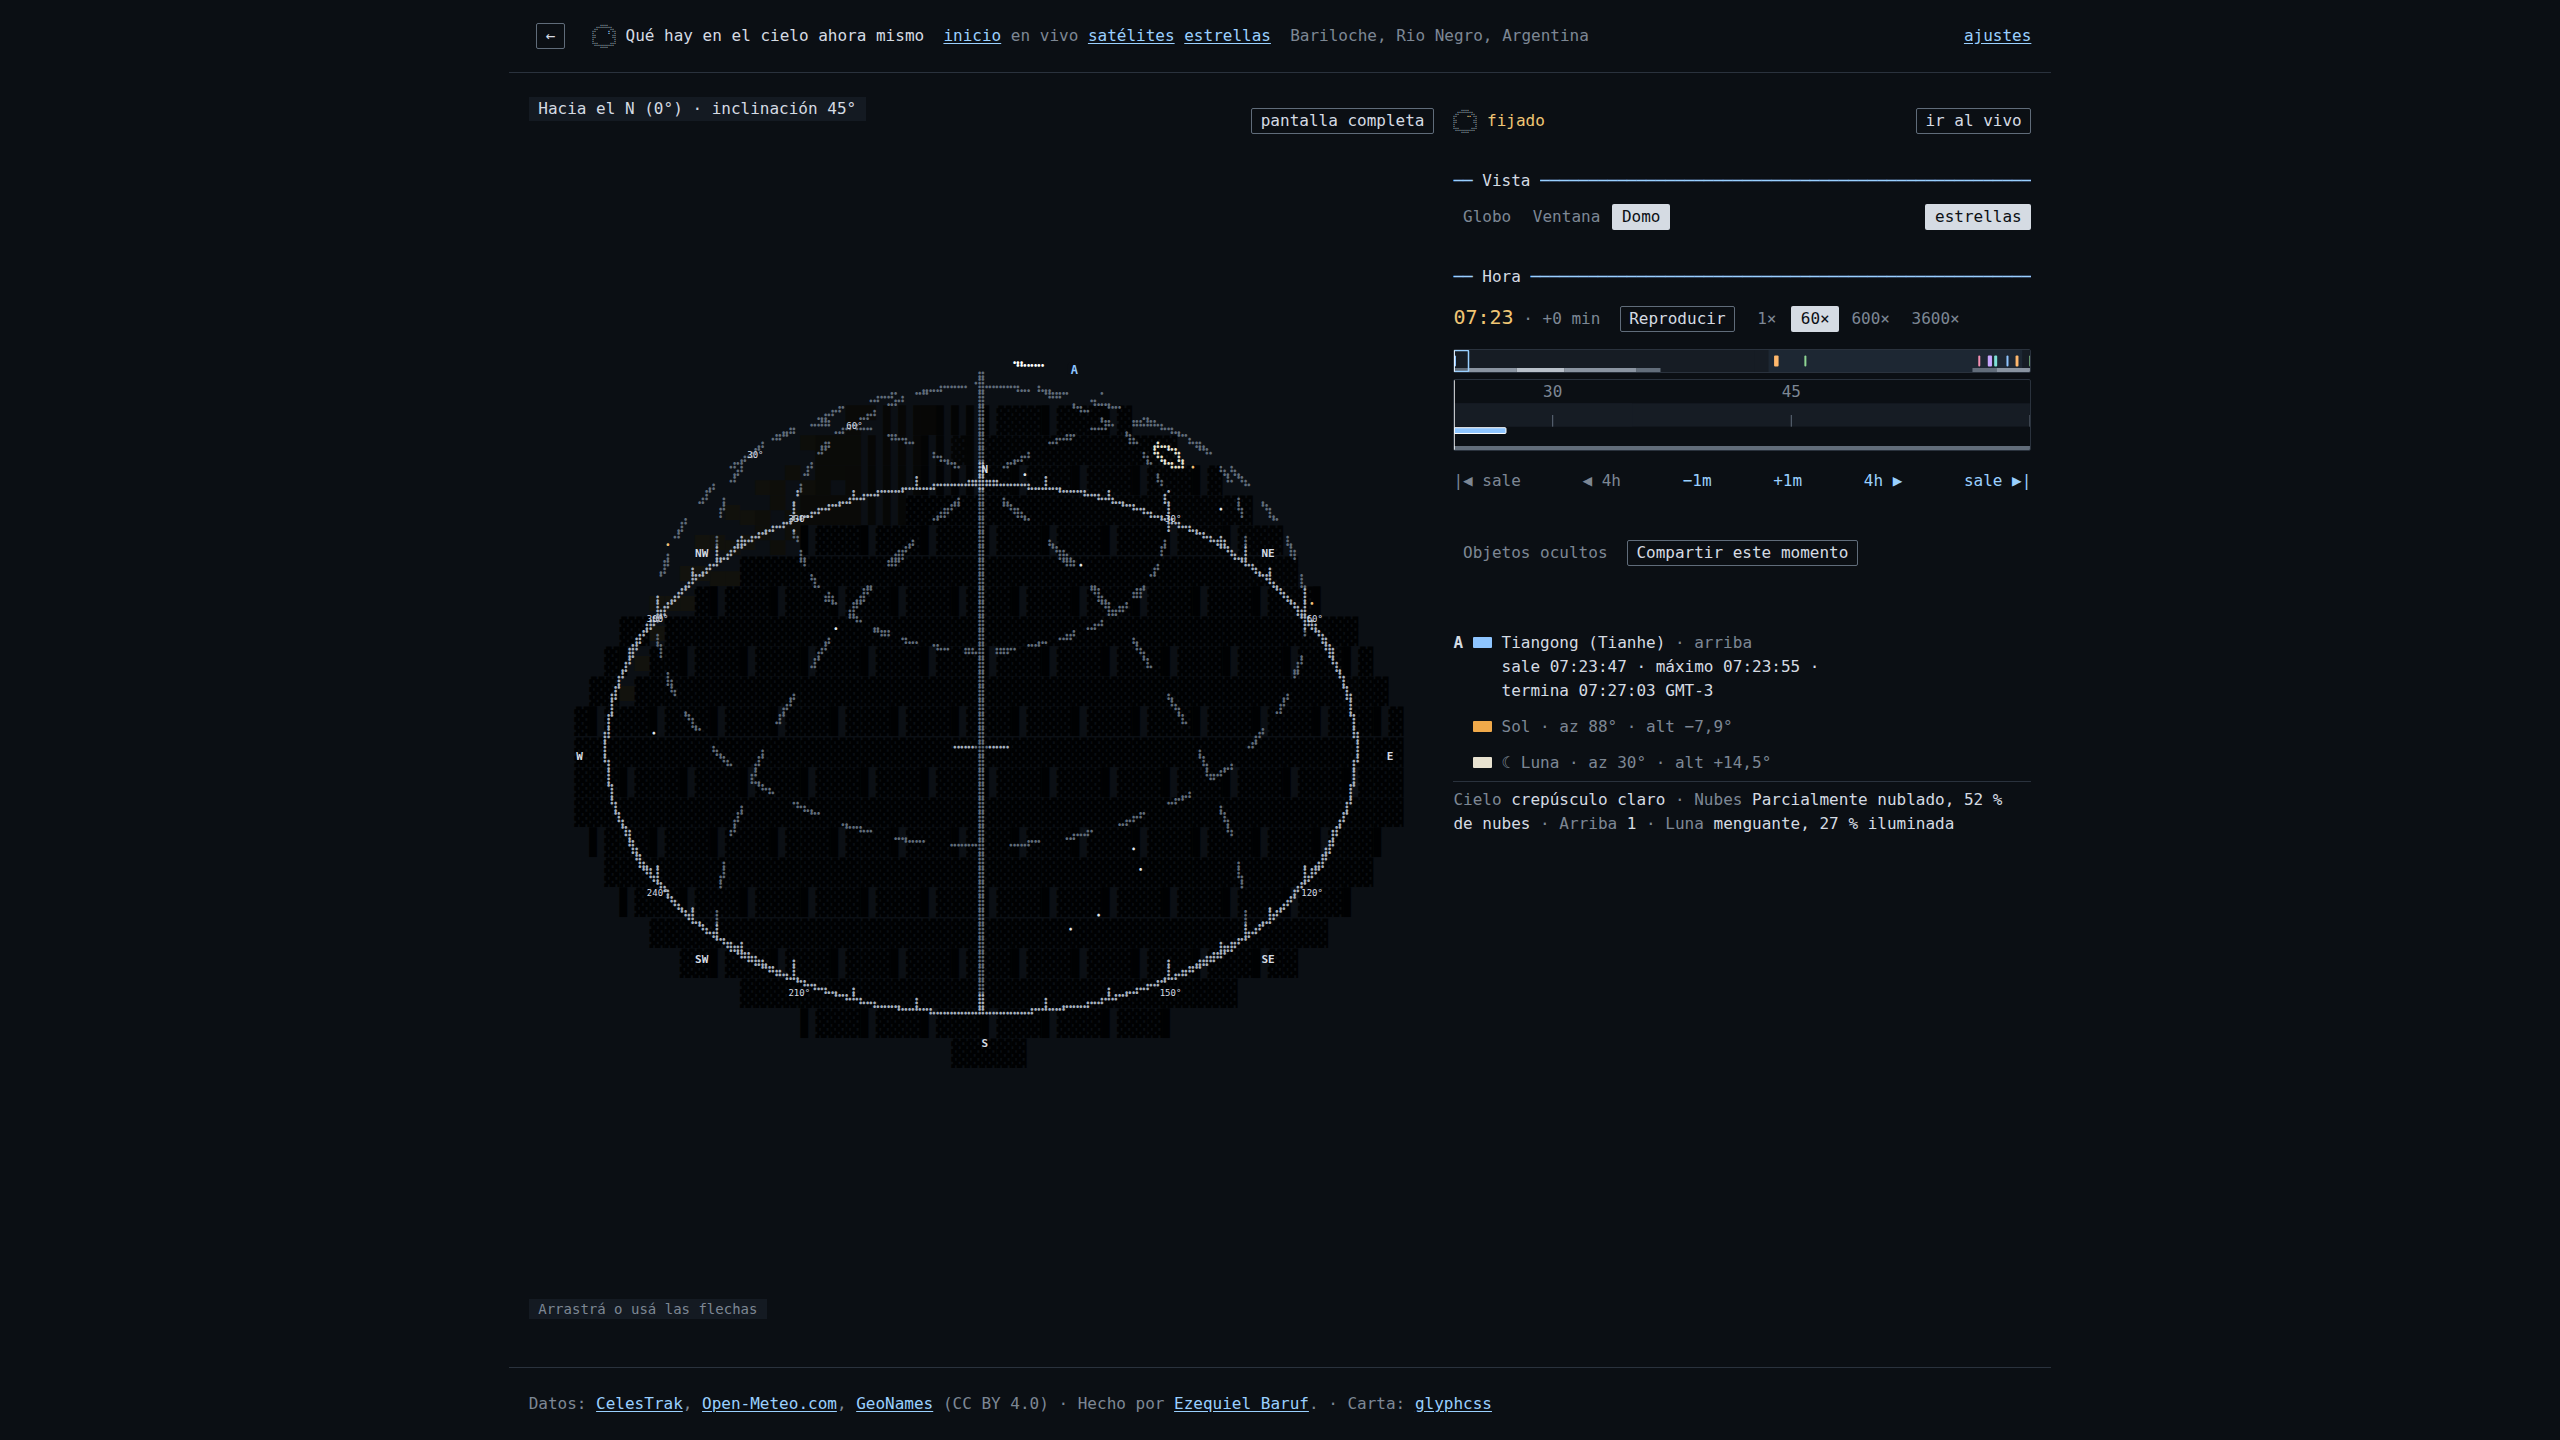 ← Qué hay en el cielo ahora mismo inicio en vivo satélites estrellas Bariloche, Rio Negro, Argentina ajustes
Hacia el N (0°) · inclinación 45°
pantalla completa
A
60°
30°
N
330°
30°
NW
NE
300°
60°
W
E
240°
120°
SW
SE
210°
150°
S
Arrastrá o usá las flechas
fijado ir al vivo
Vista
Globo Ventana Domo estrellas
Hora
07:23 · +0 min Reproducir 1× 60× 600× 3600×
30 45
|◀ sale ◀ 4h −1m +1m 4h ▶ sale ▶|
Objetos ocultos Compartir este momento
A Tiangong (Tianhe) · arriba
sale 07:23:47 · máximo 07:23:55 ·
termina 07:27:03 GMT-3
Sol · az 88° · alt −7,9°
☾ Luna · az 30° · alt +14,5°
Cielo crepúsculo claro · Nubes Parcialmente nublado, 52 %
de nubes · Arriba 1 · Luna menguante, 27 % iluminada
Datos: CelesTrak, Open-Meteo.com, GeoNames (CC BY 4.0) · Hecho por Ezequiel Baruf. · Carta: glyphcss